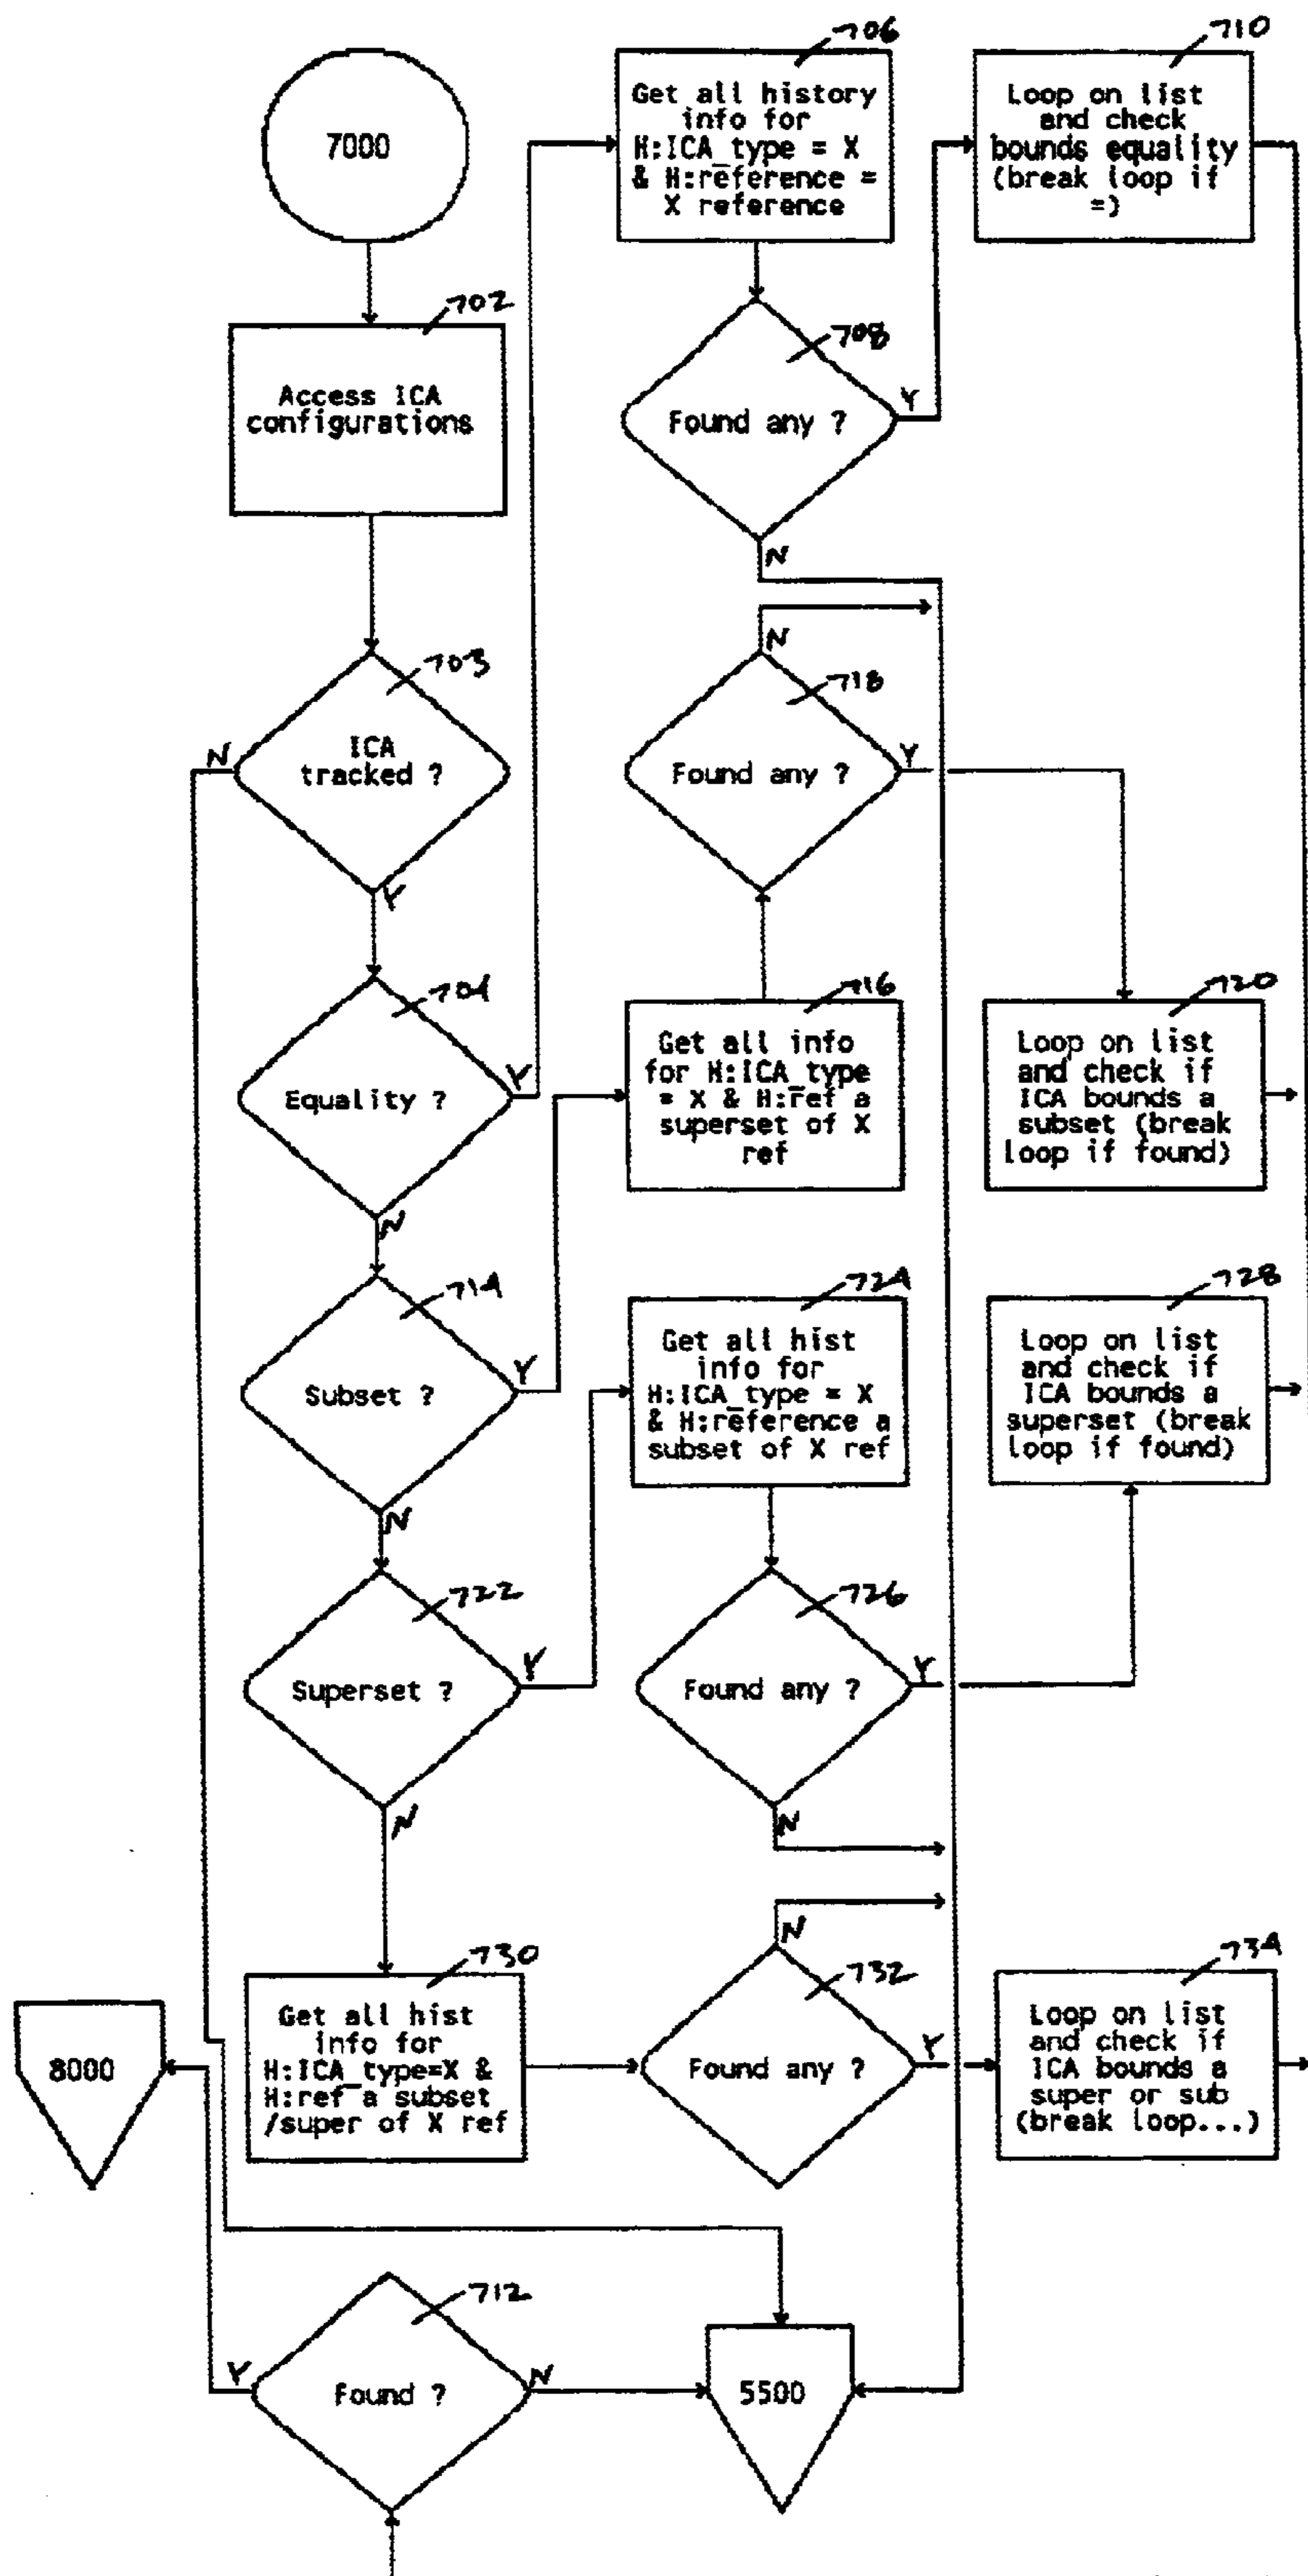 706
710
Get all history
info for
H:ICA_type = X
& H:reference =
X reference
Loop on list
and check
bounds equality
(break loop if
=)
7000
702
Access ICA
configurations
708
Found any ?
Y
N
703
ICA
tracked ?
N
Y
N
718
Found any ?
Y
704
Equality ?
Y
N
716
Get all info
for H:ICA_type
= X & H:ref a
superset of X
ref
720
Loop on list
and check if
ICA bounds a
subset (break
loop if found)
714
Subset ?
Y
N
724
Get all hist
info for
H:ICA_type = X
& H:reference a
subset of X ref
728
Loop on list
and check if
ICA bounds a
superset (break
loop if found)
722
Superset ?
Y
N
726
Found any ?
Y
N
730
Get all hist
info for
H:ICA_type=X &
H:ref a subset
/super of X ref
N
732
Found any ?
Y
734
Loop on list
and check if
ICA bounds a
super or sub
(break loop...)
8000
712
Found ?
Y
N
5500